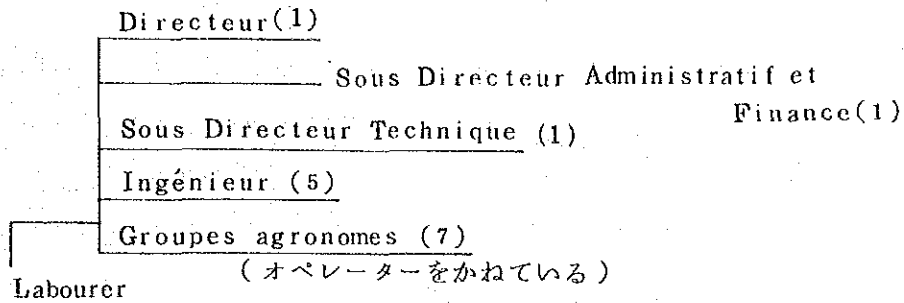 Directeur(1)
Sous Directeur Administratif et
Finance(1)
Sous Directeur Technique (1)
Ingénieur (5)
Groupes agronomes (7)
(オペレーターをかねている)
Labourer